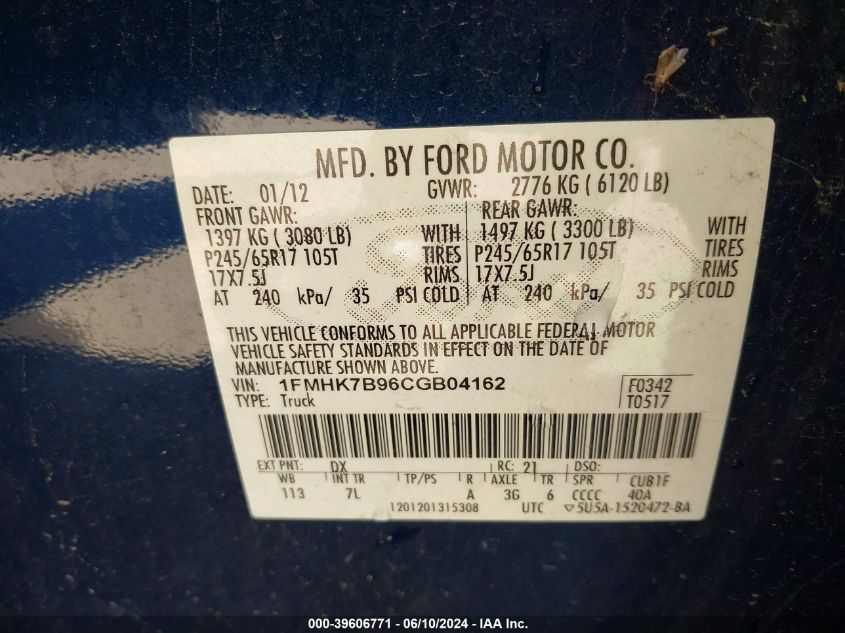 MFD. BY FORD MOTOR CO.
DATE: 01/12 GVWR: 2776 KG ( 6120 LB)
FRONT GAWR: REAR GAWR:
1397 KG ( 3080 LB) WITH 1497 KG ( 3300 LB) WITH
P245/65R17 105T TIRES P245/65R17 105T TIRES
17X7.5J RIMS 17X7.5J RIMS
AT 240 kPa/ 35 PSI COLD AT 240 kPa/ 35 PSI COLD
THIS VEHICLE CONFORMS TO ALL APPLICABLE FEDERAL MOTOR
VEHICLE SAFETY STANDARDS IN EFFECT ON THE DATE OF
MANUFACTURE SHOWN ABOVE.
VIN: 1FMHK7B96CGB04162 F0342
TYPE: Truck T0517
EXT PNT: DX RC: 21 DSO:
WB INT TR TP/PS R AXLE TR SPR CUB1F
113 7L A 3G 6 CCCC 40A
1201201315308 UTC ▽5U5A-1520472-BA
000-39606771 - 06/10/2024 - IAA Inc.